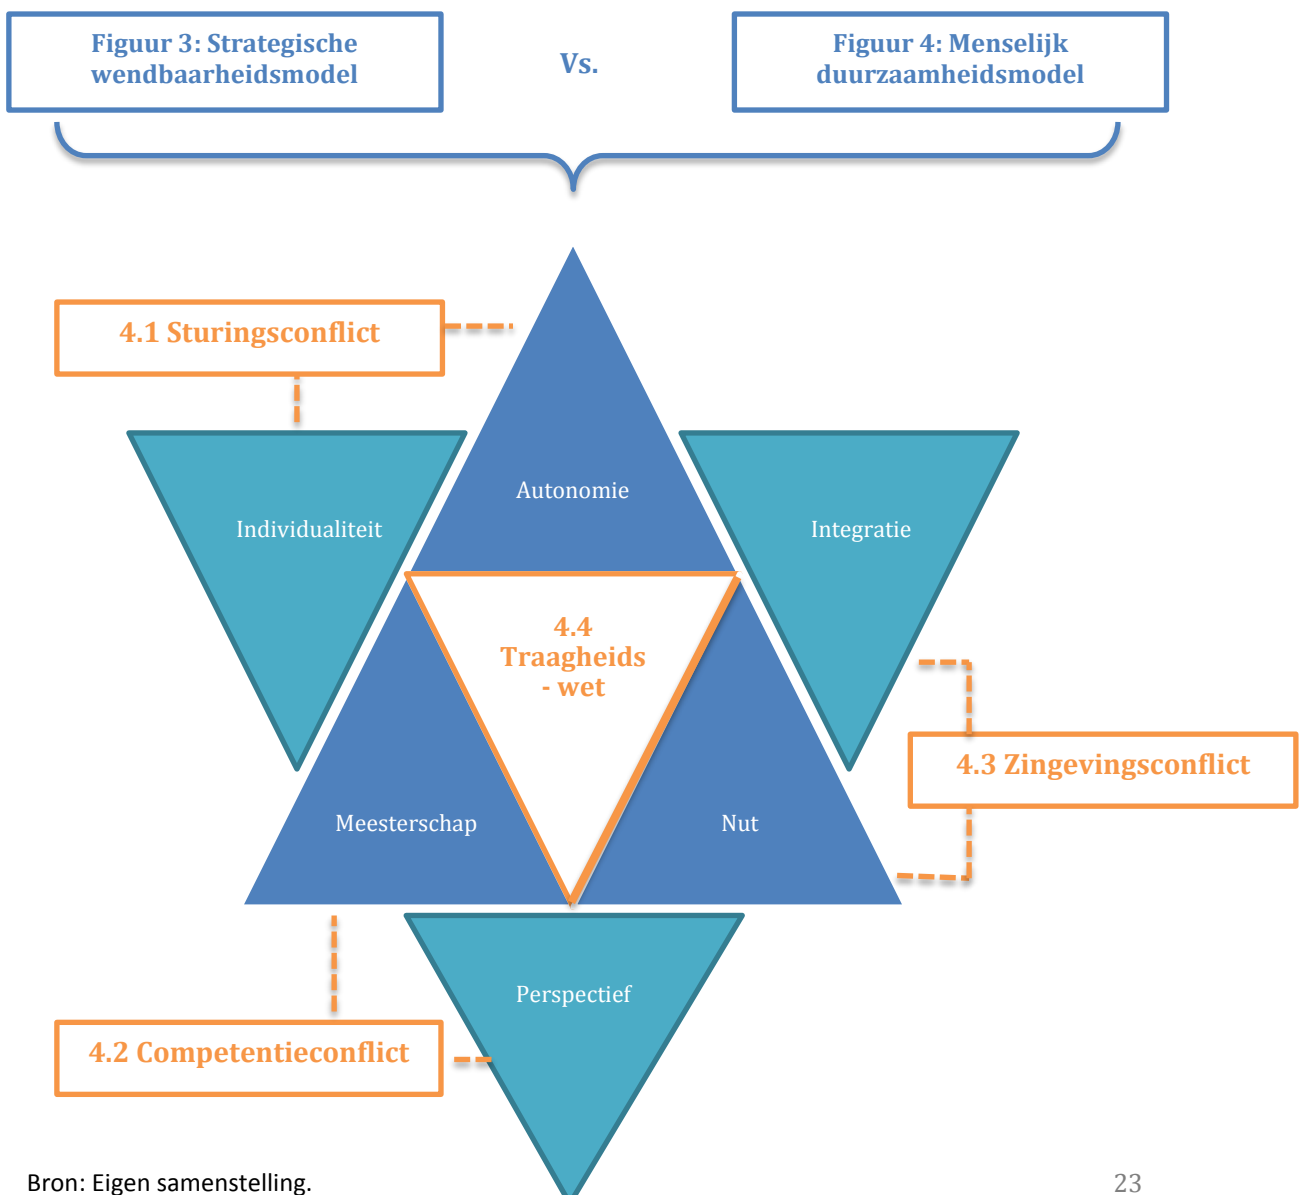 Figuur 3: Strategische
wendbaarheidsmodel
Vs.
Figuur 4: Menselijk
duurzaamheidsmodel
4.1 Sturingsconflict
Autonomie
Individualiteit
Integratie
4.4
Traagheids
- wet
4.3 Zingevingsconflict
Meesterschap
Nut
Perspectief
4.2 Competentieconflict
Bron: Eigen samenstelling.
23